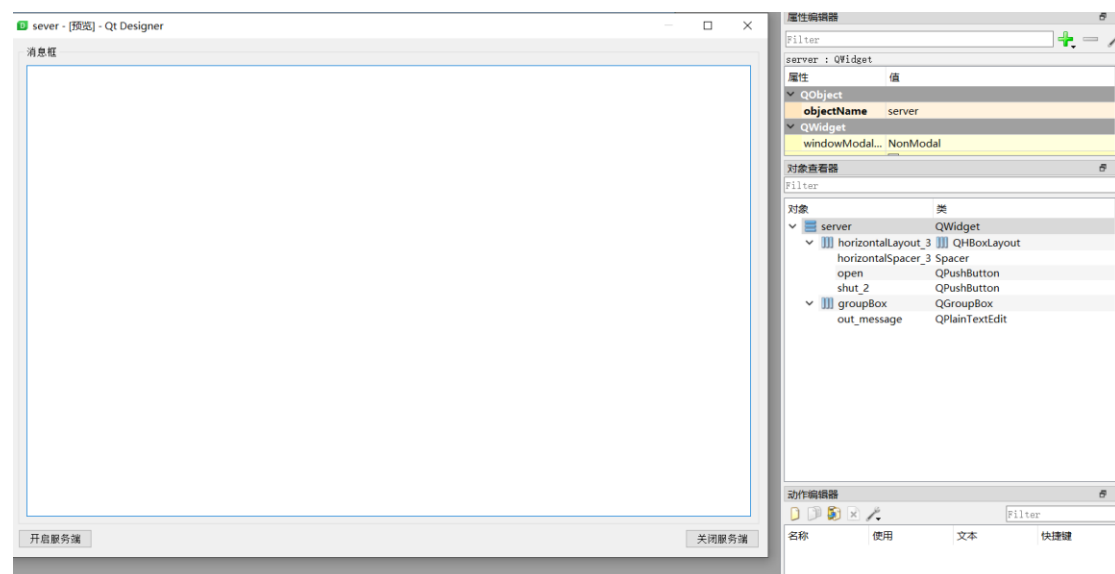 sever - [预览] - Qt Designer
消息框
开启服务端
关闭服务端
属性编辑器
Filter
server : QWidget
属性 值
QObject
objectName server
QWidget
windowModal... NonModal
对象查看器
Filter
对象 类
server QWidget
horizontalLayout_3 QHBoxLayout
horizontalSpacer_3 Spacer
open QPushButton
shut_2 QPushButton
groupBox QGroupBox
out_message QPlainTextEdit
动作编辑器
Filter
名称 使用 文本 快捷键